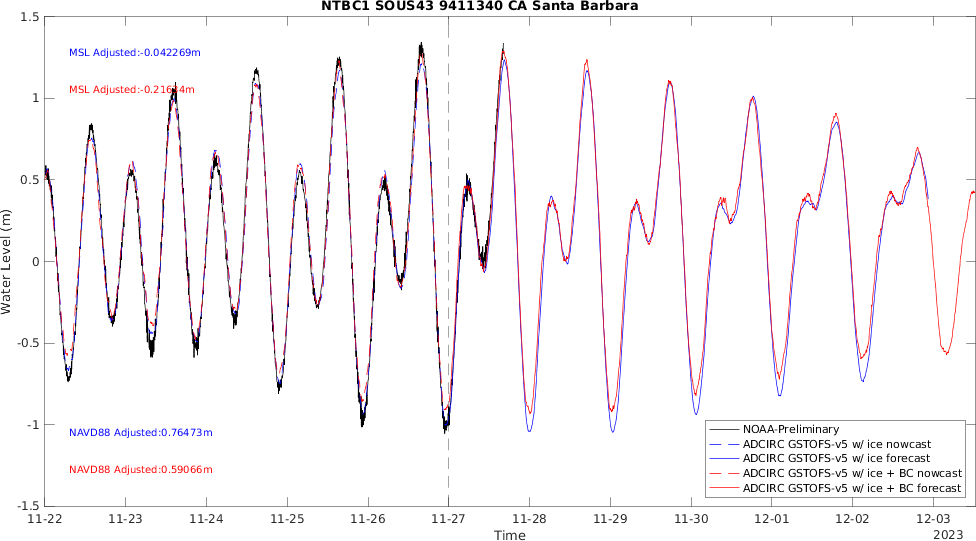 NTBC1 SOUS43 9411340 CA Santa Barbara
1.5
1
0.5
0
-0.5
-1
-1.5
Water Level (m)
MSL Adjusted:-0.042269m
MSL Adjusted:-0.21634m
NAVD88 Adjusted:0.76473m
NAVD88 Adjusted:0.59066m
NOAA-Preliminary
ADCIRC GSTOFS-v5 w/ ice nowcast
ADCIRC GSTOFS-v5 w/ ice forecast
ADCIRC GSTOFS-v5 w/ ice + BC nowcast
ADCIRC GSTOFS-v5 w/ ice + BC forecast
11-22 11-23 11-24 11-25 11-26 11-27 11-28 11-29 11-30 12-01 12-02 12-03
Time
2023